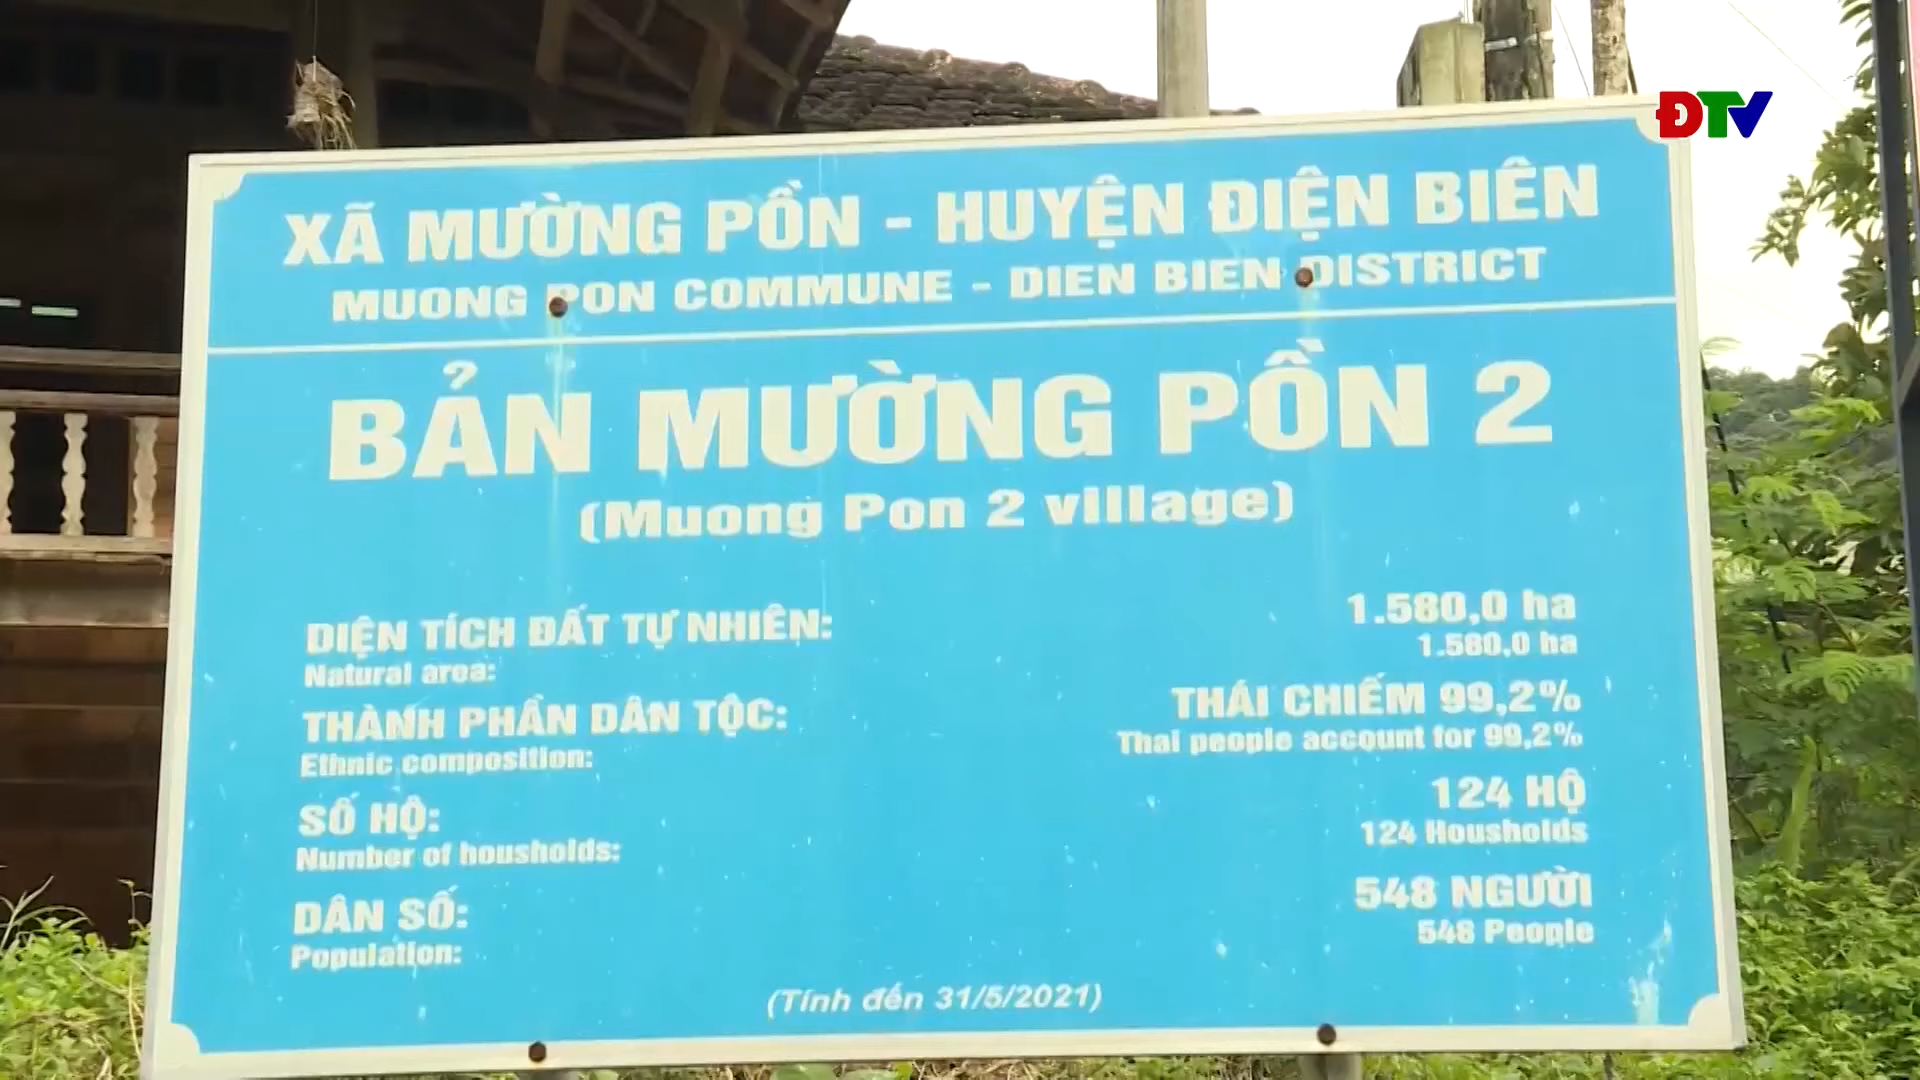 ĐTV
XÃ MƯỜNG PỒN - HUYỆN ĐIỆN BIÊN
MUONG PON COMMUNE - DIEN BIEN DISTRICT
BẢN MƯỜNG PỒN 2
(Muong Pon 2 village)
DIỆN TÍCH ĐẤT TỰ NHIÊN: 1.580,0 ha
Natural area: 1.580,0 ha
THÀNH PHẦN DÂN TỘC: THÁI CHIẾM 99,2%
Ethnic composition: Thai people account for 99,2%
SỐ HỘ: 124 HỘ
Number of housholds: 124 Housholds
DÂN SỐ: 548 NGƯỜI
Population: 548 People
(Tính đến 31/5/2021)